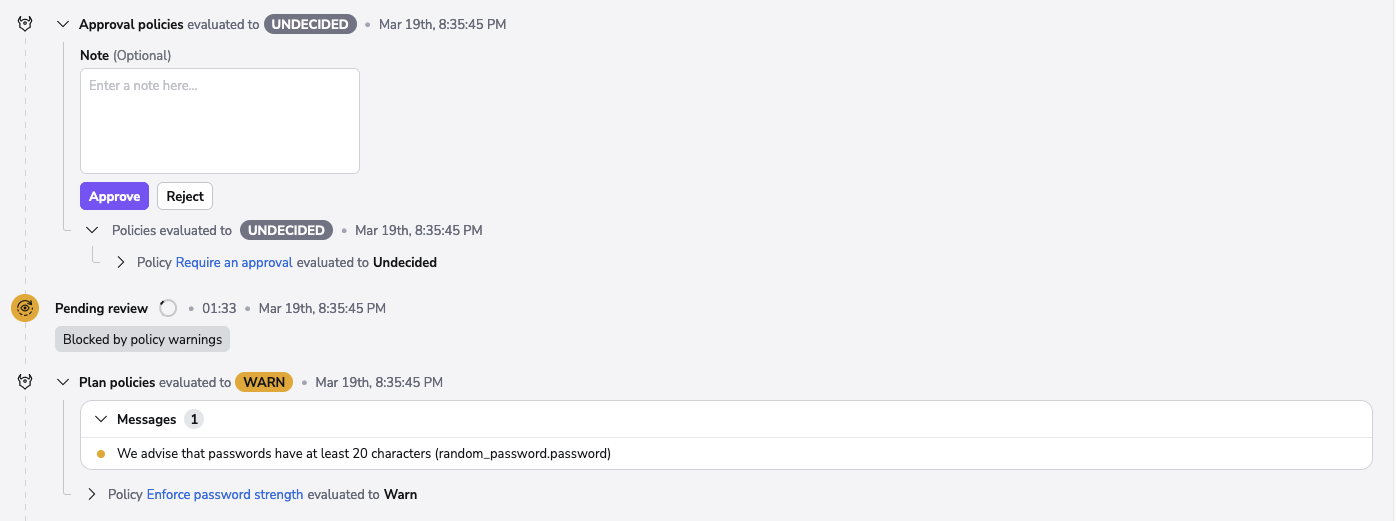 Approval policies evaluated to UNDECIDED • Mar 19th, 8:35:45 PM
Note (Optional)
Enter a note here...
Approve Reject
Policies evaluated to UNDECIDED • Mar 19th, 8:35:45 PM
Policy Require an approval evaluated to Undecided
Pending review • 01:33 • Mar 19th, 8:35:45 PM
Blocked by policy warnings
Plan policies evaluated to WARN • Mar 19th, 8:35:45 PM
Messages 1
We advise that passwords have at least 20 characters (random_password.password)
Policy Enforce password strength evaluated to Warn